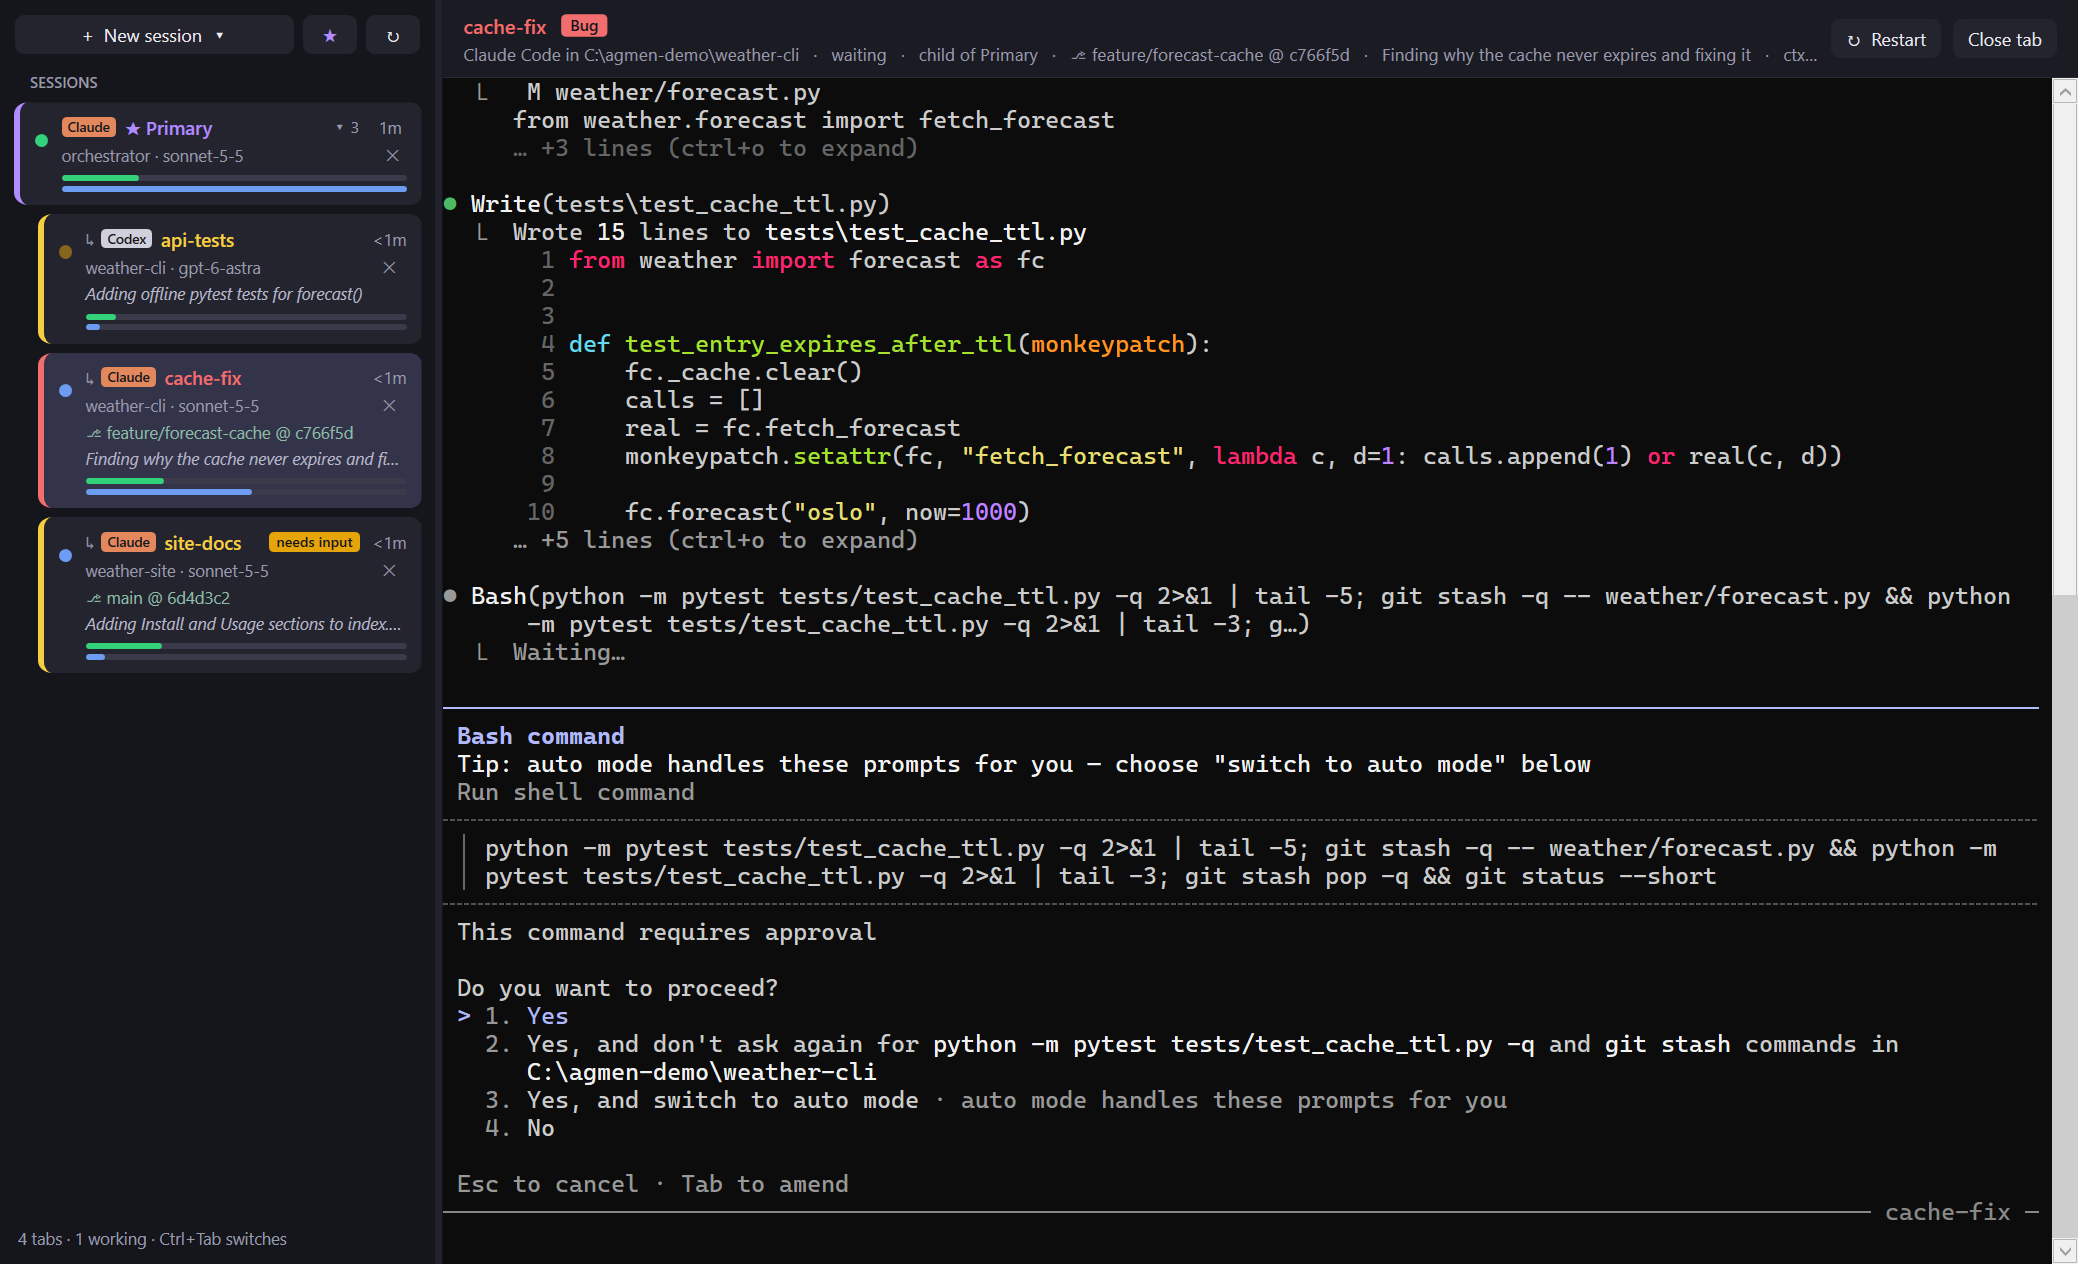 + New session ▾ ★ ↻
SESSIONS
Claude ★ Primary ▾ 3 1m
orchestrator · sonnet-5-5 ×
↳ Codex api-tests <1m
weather-cli · gpt-6-astra ×
Adding offline pytest tests for forecast()
↳ Claude cache-fix <1m
weather-cli · sonnet-5-5 ×
⎇ feature/forecast-cache @ c766f5d
Finding why the cache never expires and fi...
↳ Claude site-docs needs input <1m
weather-site · sonnet-5-5 ×
⎇ main @ 6d4d3c2
Adding Install and Usage sections to index....
4 tabs · 1 working · Ctrl+Tab switches
cache-fix Bug
Claude Code in C:\agmen-demo\weather-cli · waiting · child of Primary · ⎇ feature/forecast-cache @ c766f5d · Finding why the cache never expires and fixing it · ctx...
↻ Restart Close tab
└ M weather/forecast.py
from weather.forecast import fetch_forecast
… +3 lines (ctrl+o to expand)
● Write(tests\test_cache_ttl.py)
└ Wrote 15 lines to tests\test_cache_ttl.py
1 from weather import forecast as fc
2
3
4 def test_entry_expires_after_ttl(monkeypatch):
5 fc._cache.clear()
6 calls = []
7 real = fc.fetch_forecast
8 monkeypatch.setattr(fc, "fetch_forecast", lambda c, d=1: calls.append(1) or real(c, d))
9
10 fc.forecast("oslo", now=1000)
… +5 lines (ctrl+o to expand)
● Bash(python -m pytest tests/test_cache_ttl.py -q 2>&1 | tail -5; git stash -q -- weather/forecast.py && python
-m pytest tests/test_cache_ttl.py -q 2>&1 | tail -3; g…)
└ Waiting…
Bash command
Tip: auto mode handles these prompts for you — choose "switch to auto mode" below
Run shell command
python -m pytest tests/test_cache_ttl.py -q 2>&1 | tail -5; git stash -q -- weather/forecast.py && python -m
pytest tests/test_cache_ttl.py -q 2>&1 | tail -3; git stash pop -q && git status --short
This command requires approval
Do you want to proceed?
> 1. Yes
2. Yes, and don't ask again for python -m pytest tests/test_cache_ttl.py -q and git stash commands in
C:\agmen-demo\weather-cli
3. Yes, and switch to auto mode · auto mode handles these prompts for you
4. No
Esc to cancel · Tab to amend
cache-fix